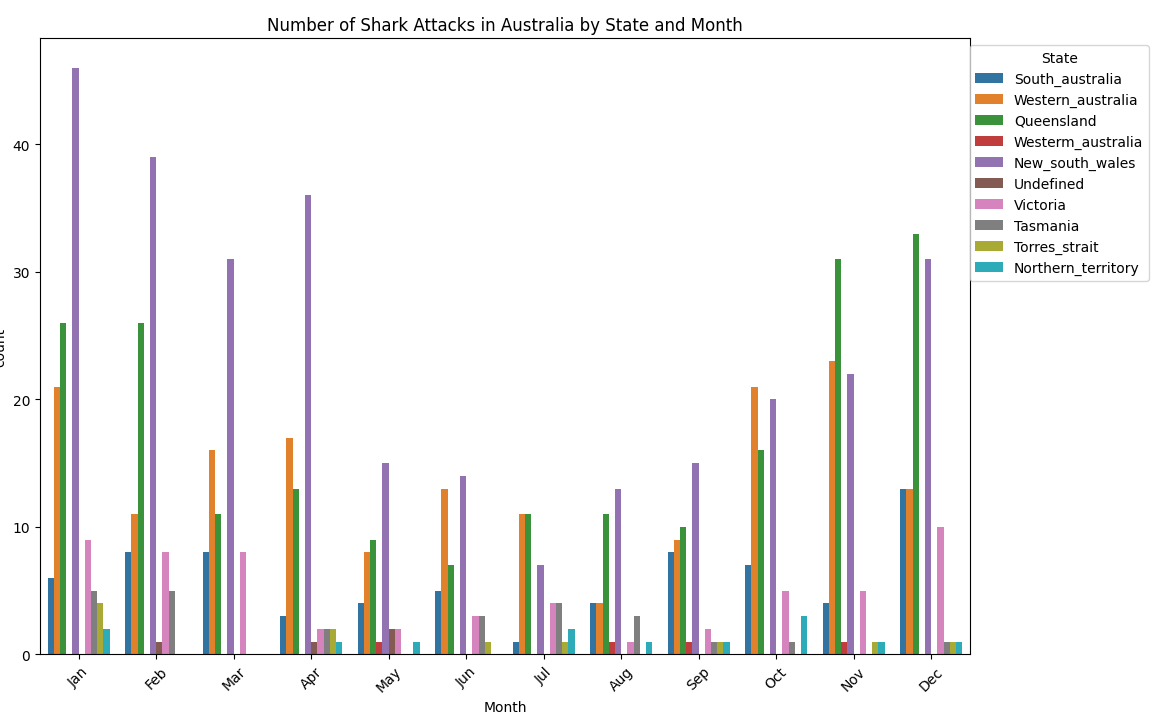 Number of Shark Attacks in Australia by State and Month
State
South_australia
Western_australia
Queensland
Westerm_australia
New_south_wales
Undefined
Victoria
Tasmania
Torres_strait
Northern_territory
40
30
20
10
0
count
Jan Feb Mar Apr May Jun Jul Aug Sep Oct Nov Dec
Month